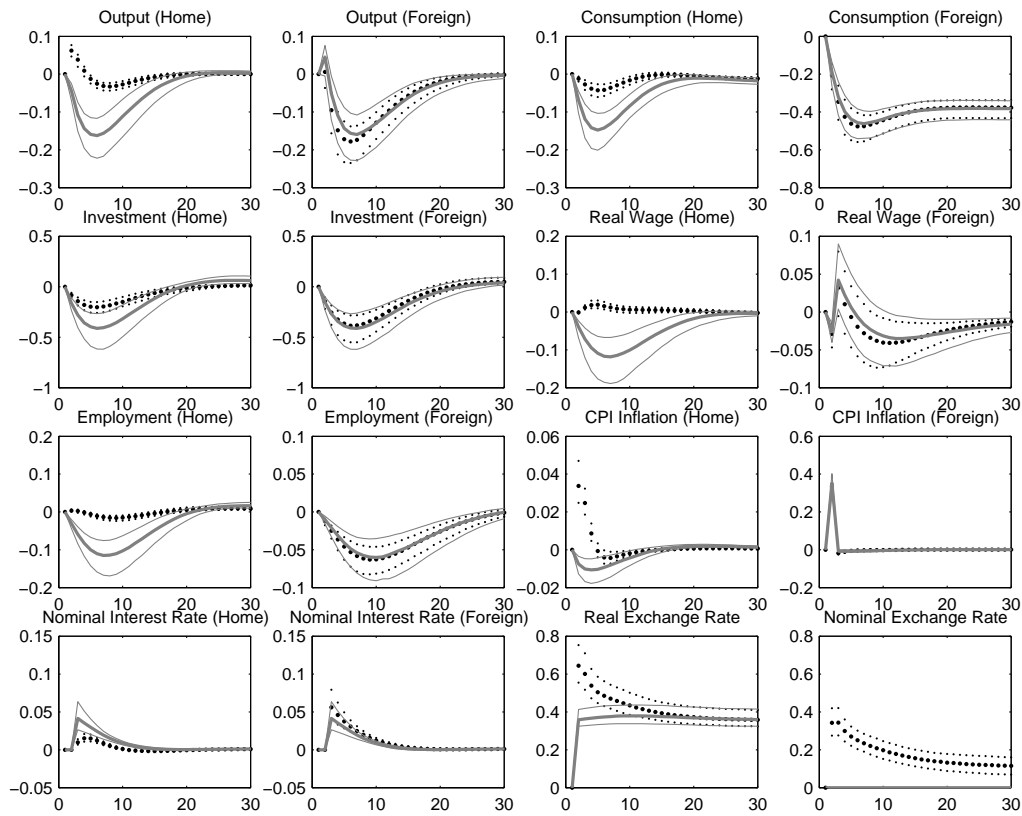 Output (Home) Output (Foreign) Consumption (Home) Consumption (Foreign)
0.1 0.1 0.1 0
0 0 0 −0.2
−0.1 −0.1 −0.1 −0.4
−0.2 −0.2 −0.2 −0.6
−0.3 −0.3 −0.3 −0.8
0 10 20 30 0 10 20 30 0 10 20 30 0 10 20 30
Investment (Home) Investment (Foreign) Real Wage (Home) Real Wage (Foreign)
0.5 0.5 0.2 0.1
0.1 0.05
0 0 0 0
−0.5 −0.5 −0.1 −0.05
−1 −1 −0.2 −0.1
0 10 20 30 0 10 20 30 0 10 20 30 0 10 20 30
Employment (Home) Employment (Foreign) CPI Inflation (Home) CPI Inflation (Foreign)
0.2 0.1 0.06 0.6
0.1 0.05 0.04 0.4
0.02 0.2
0 0 0 0
−0.1 −0.05
−0.2 −0.1 −0.02 −0.2
0 10 20 30 0 10 20 30 0 10 20 30 0 10 20 30
Nominal Interest Rate (Home) Nominal Interest Rate (Foreign) Real Exchange Rate Nominal Exchange Rate
0.15 0.15 0.8 0.8
0.1 0.1 0.6 0.6
0.05 0.05 0.4 0.4
0 0 0.2 0.2
−0.05 −0.05 0 0
0 10 20 30 0 10 20 30 0 10 20 30 0 10 20 30